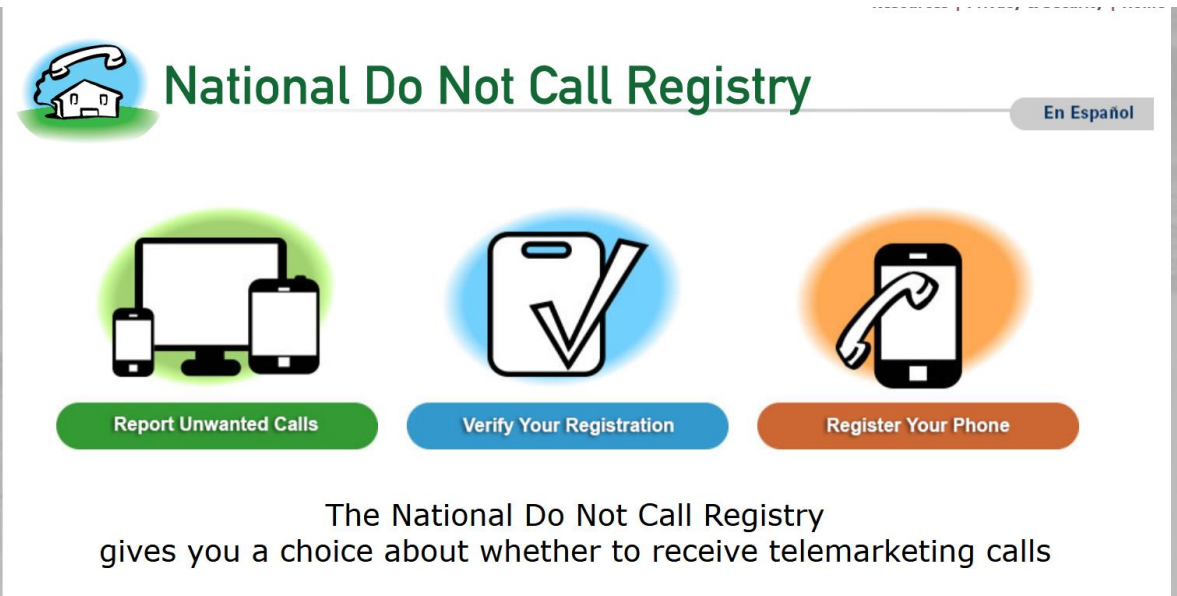 National Do Not Call Registry
En Español
Report Unwanted Calls
Verify Your Registration
Register Your Phone
The National Do Not Call Registry
gives you a choice about whether to receive telemarketing calls